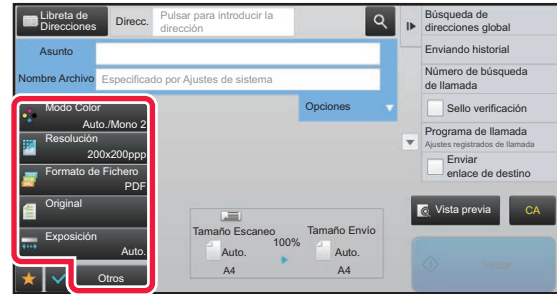 Libreta de
Direcciones
Direcc.
Pulsar para introducir la
dirección
Asunto
Nombre Archivo
Especificado por Ajustes de sistema
Opciones
Modo Color
Auto./Mono 2
Resolución
200x200ppp
Formato de Fichero
PDF
Original
Exposición
Auto.
Otros
Tamaño Escaneo
Auto.
A4
100%
Tamaño Envío
Auto.
A4
Búsqueda de
direcciones global
Enviando historial
Número de búsqueda
de llamada
Sello verificación
Programa de llamada
Ajustes registrados de llamada
Enviar
enlace de destino
Vista previa
CA
Iniciar